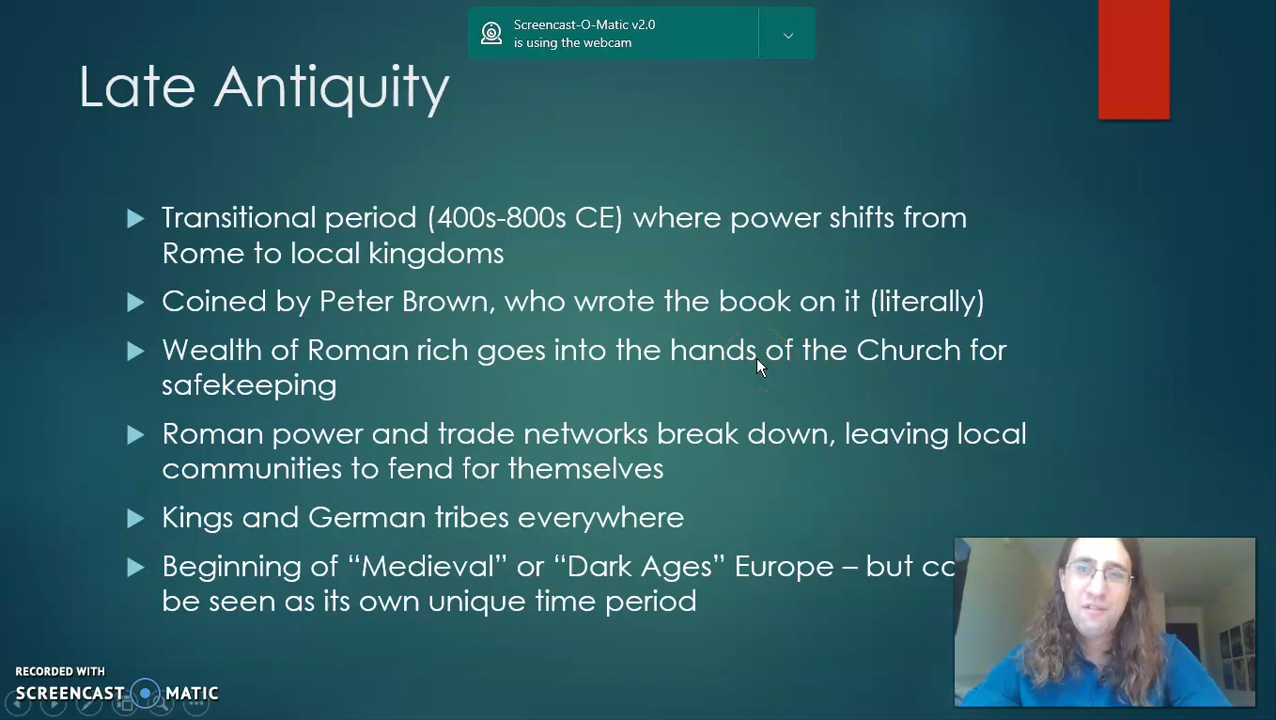 Screencast-O-Matic v2.0
is using the webcam
Late Antiquity
Transitional period (400s-800s CE) where power shifts from
Rome to local kingdoms
Coined by Peter Brown, who wrote the book on it (literally)
Wealth of Roman rich goes into the hands of the Church for
safekeeping
Roman power and trade networks break down, leaving local
communities to fend for themselves
Kings and German tribes everywhere
Beginning of “Medieval” or “Dark Ages” Europe – but
be seen as its own unique time period
RECORDED WITH
SCREENCAST MATIC